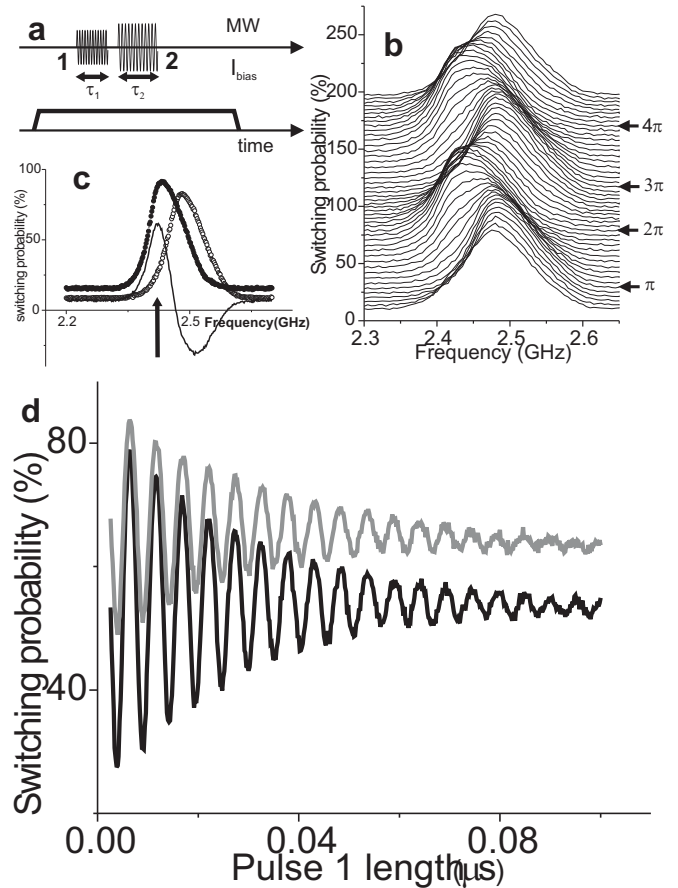 a
MW
1
2
I bias
τ1
τ2
time
c
100
50
0
switching probability (%)
2.2
2.5
Frequency(GHz)
b
250
200
150
100
50
0
Switching probability (%)
4π
3π
2π
π
2.3
2.4
2.5
2.6
Frequency (GHz)
d
80
40
Switching probability (%)
0.00
0.04
0.08
Pulse 1 length(μs)